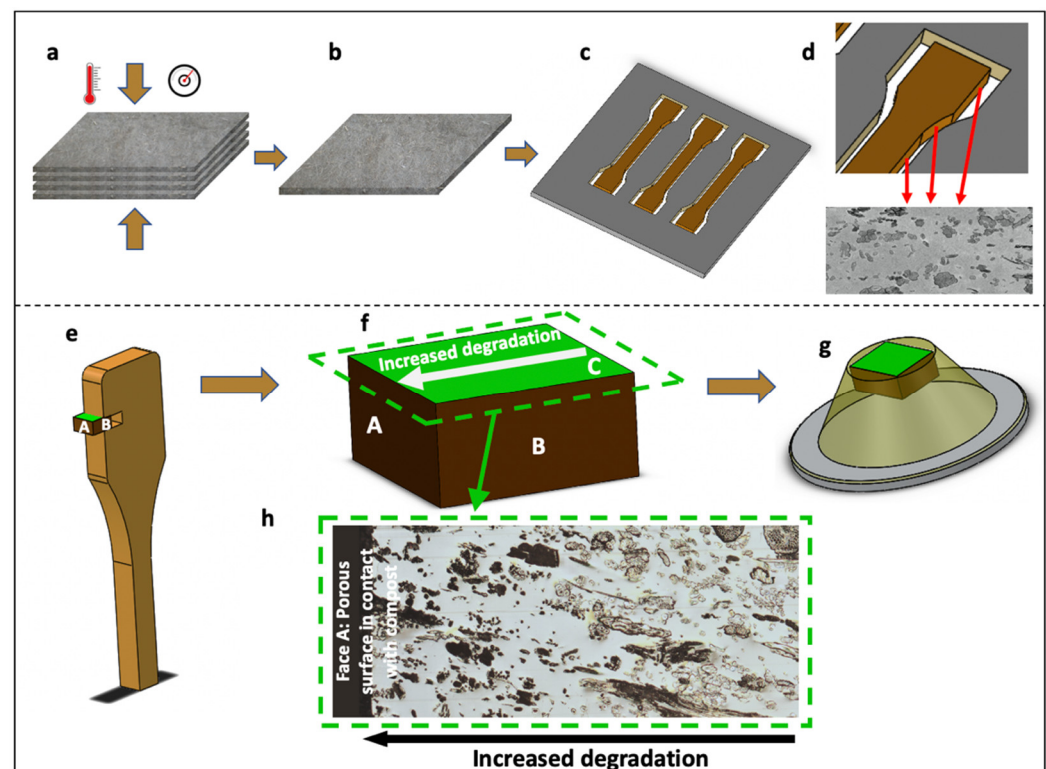 a
b
c
d
e
A
B
f
Increased degradation
C
A
B
g
h
Face A: Porous
surface in contact
with compost
Increased degradation